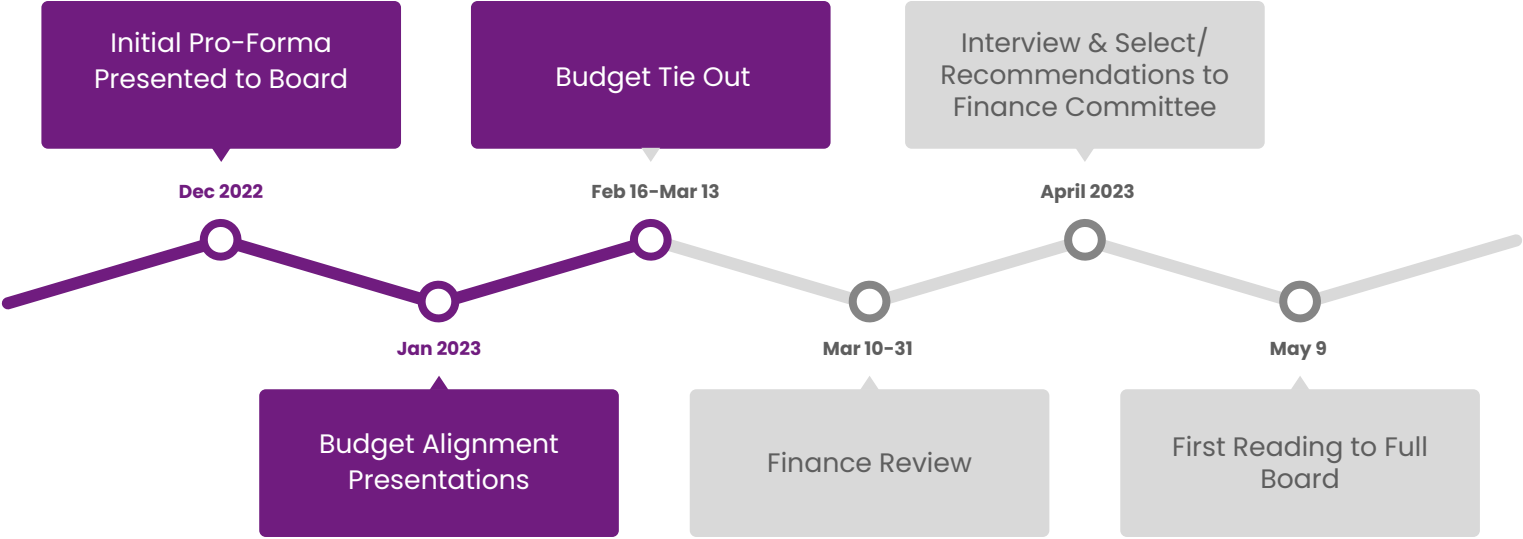 Initial Pro-Forma
Presented to Board
Dec 2022
Jan 2023
Budget Alignment
Presentations
Budget Tie Out
Feb 16-Mar 13
Mar 10-31
Finance Review
Interview & Select/
Recommendations to
Finance Committee
April 2023
May 9
First Reading to Full
Board